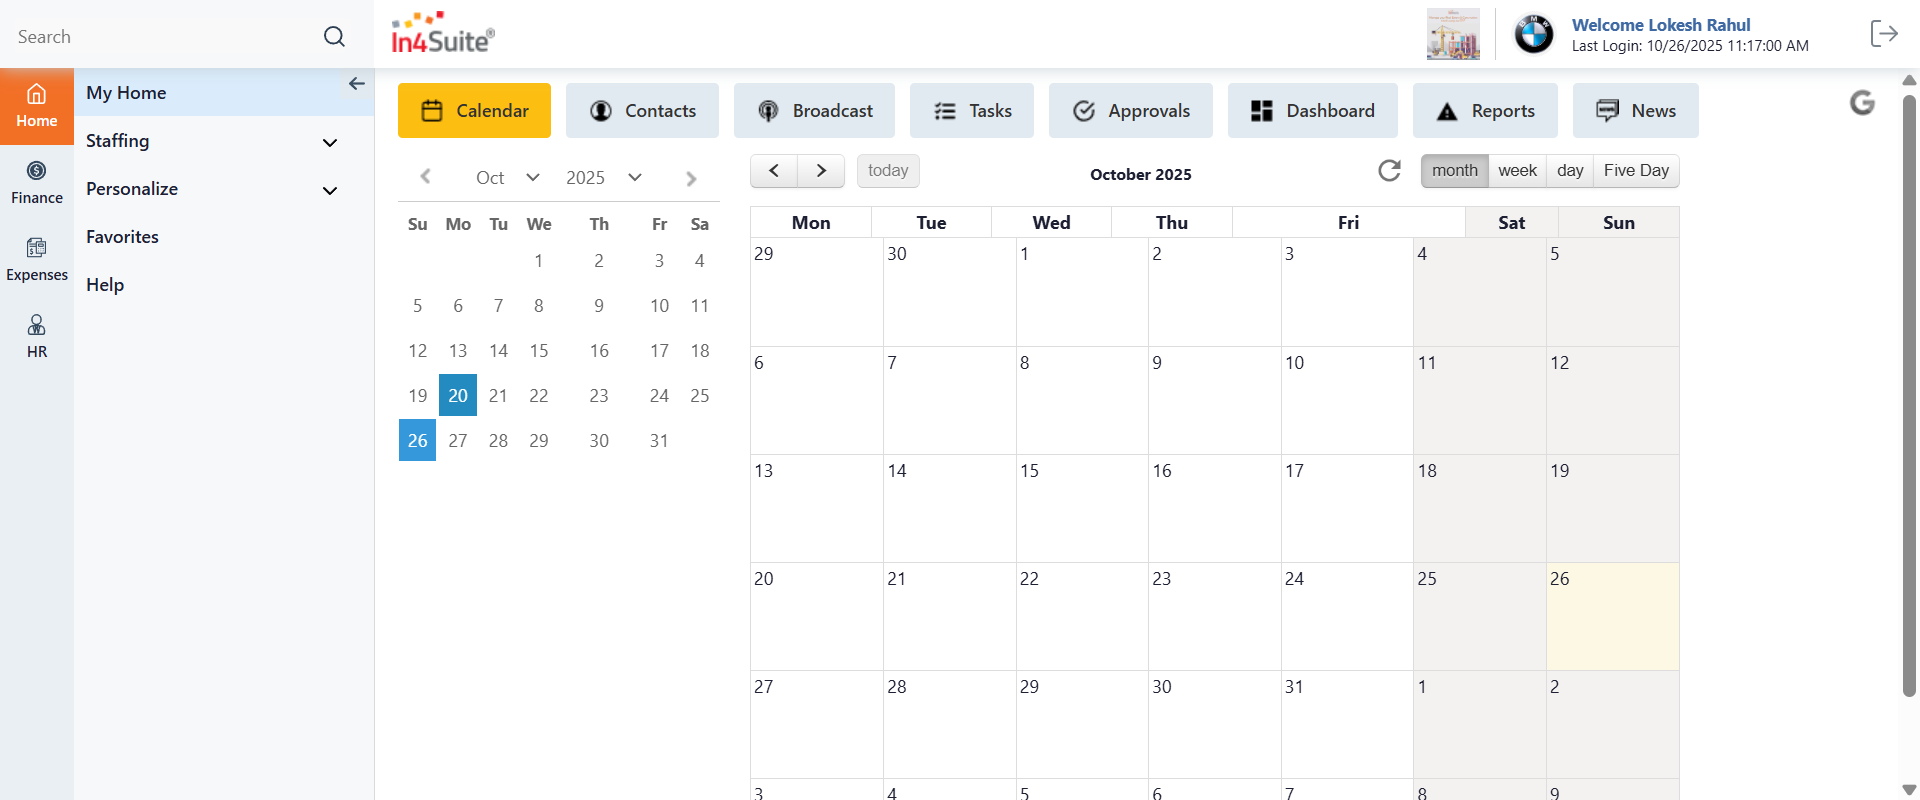 Search
In4Suite®
Welcome Lokesh Rahul
Last Login: 10/26/2025 11:17:00 AM
Home
Finance
Expenses
HR
My Home
Staffing
Personalize
Favorites
Help
Calendar
Contacts
Broadcast
Tasks
Approvals
Dashboard
Reports
News
G
Oct 2025
Su Mo Tu We Th Fr Sa
1 2 3 4
5 6 7 8 9 10 11
12 13 14 15 16 17 18
19 20 21 22 23 24 25
26 27 28 29 30 31
today
October 2025
month week day Five Day
Mon Tue Wed Thu Fri Sat Sun
29 30 1 2 3 4 5
6 7 8 9 10 11 12
13 14 15 16 17 18 19
20 21 22 23 24 25 26
27 28 29 30 31 1 2
3 4 5 6 7 8 9